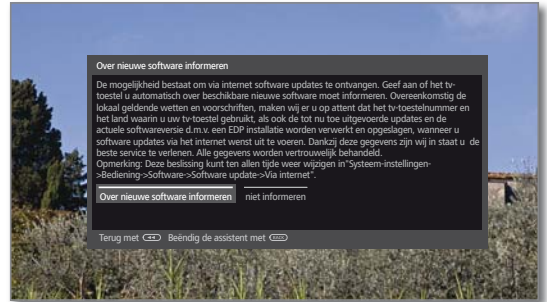 Over nieuwe software informeren
De mogelijkheid bestaat om via internet software updates te ontvangen. Geef aan of het tv-
toestel u automatisch over beschikbare nieuwe software moet informeren. Overeenkomstig de
lokaal geldende wetten en voorschriften, maken wij er u op attent dat het tv-toestelnummer en
het land waarin u uw tv-toestel gebruikt, als ook de tot nu toe uitgevoerde updates en de
actuele softwareversie d.m.v. een EDP installatie worden verwerkt en opgeslagen, wanneer u
software updates via het internet wenst uit te voeren. Dankzij deze gegevens zijn wij in staat u de
beste service te verlenen. Alle gegevens worden vertrouwelijk behandeld.
Opmerking: Deze beslissing kunt ten allen tijde weer wijzigen in"Systeem-instellingen-
>Bediening->Software->Software update->Via internet".
Over nieuwe software informeren niet informeren
Terug met Beëndig de assistent met BACK